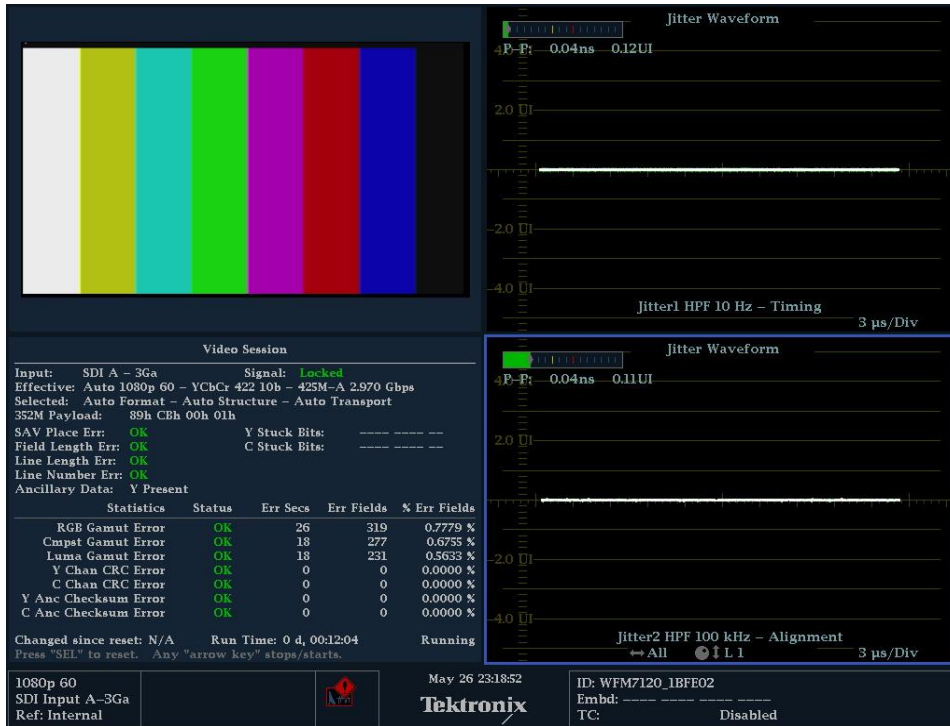 Jitter Waveform
4.0 UI
P-P: 0.04ns 0.12UI
2.0 UI
-2.0 UI
-4.0 UI
Jitter1 HPF 10 Hz – Timing
3 µs/Div
Video Session
Input: SDI A – 3Ga Signal: Locked
Effective: Auto 1080p 60 – YCbCr 422 10b – 425M-A 2.970 Gbps
Selected: Auto Format – Auto Structure – Auto Transport
352M Payload: 89h CBh 00h 01h
SAV Place Err: OK Y Stuck Bits: ---- ---- --
Field Length Err: OK C Stuck Bits: ---- ---- --
Line Length Err: OK
Line Number Err: OK
Ancillary Data: Y Present
Statistics Status Err Secs Err Fields % Err Fields
RGB Gamut Error OK 26 319 0.7779 %
Cmpst Gamut Error OK 18 277 0.6755 %
Luma Gamut Error OK 18 231 0.5633 %
Y Chan CRC Error OK 0 0 0.0000 %
C Chan CRC Error OK 0 0 0.0000 %
Y Anc Checksum Error OK 0 0 0.0000 %
C Anc Checksum Error OK 0 0 0.0000 %
Changed since reset: N/A Run Time: 0 d, 00:12:04 Running
Press "SEL" to reset. Any "arrow key" stops/starts.
Jitter Waveform
P-P: 0.04ns 0.11UI
2.0 UI
-2.0 UI
-4.0 UI
Jitter2 HPF 100 kHz – Alignment
All L 1
3 µs/Div
1080p 60
SDI Input A-3Ga
Ref: Internal
May 26 23:18:52
Tektronix
ID: WFM7120_1BFE02
Embd: ---- ---- ---- ----
TC: Disabled